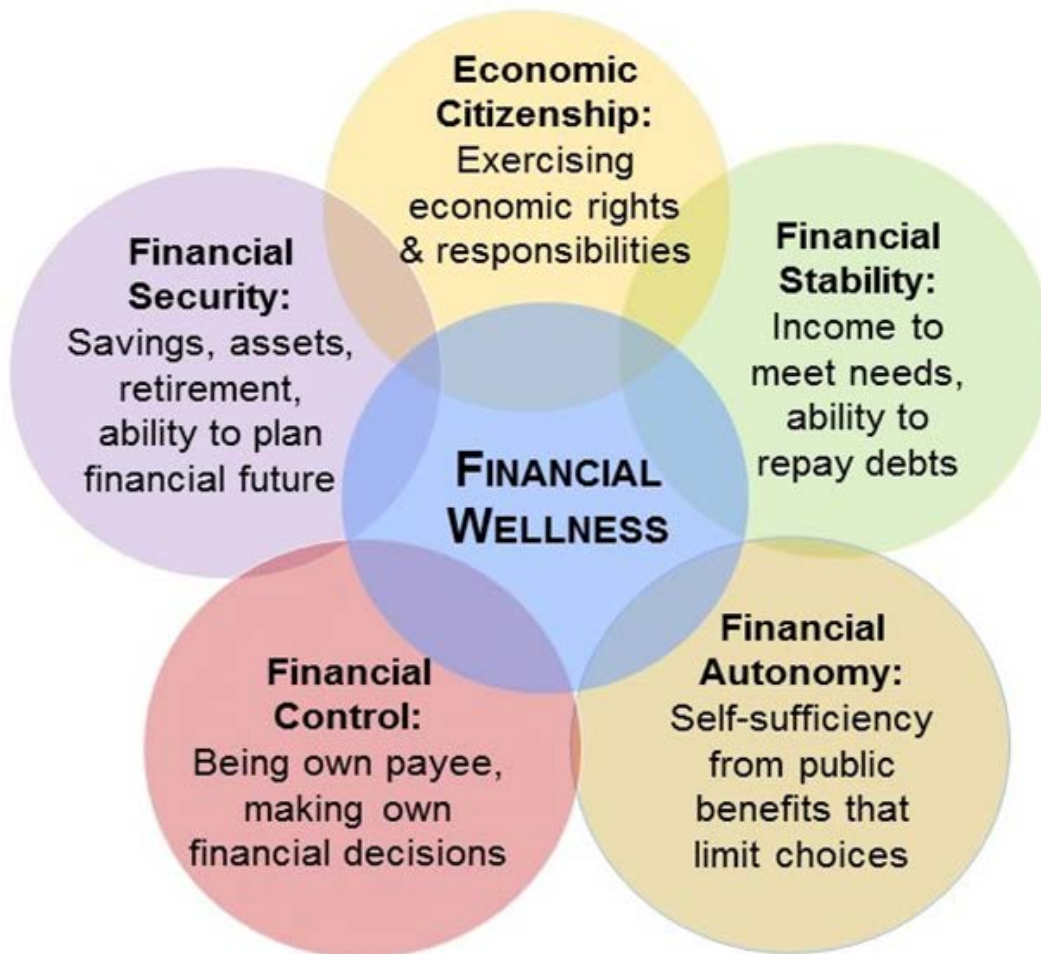 Economic
Citizenship:
Exercising
economic rights
& responsibilities
Financial
Security:
Savings, assets,
retirement,
ability to plan
financial future
Financial
Stability:
Income to
meet needs,
ability to
repay debts
FINANCIAL
WELLNESS
Financial
Control:
Being own payee,
making own
financial decisions
Financial
Autonomy:
Self-sufficiency
from public
benefits that
limit choices